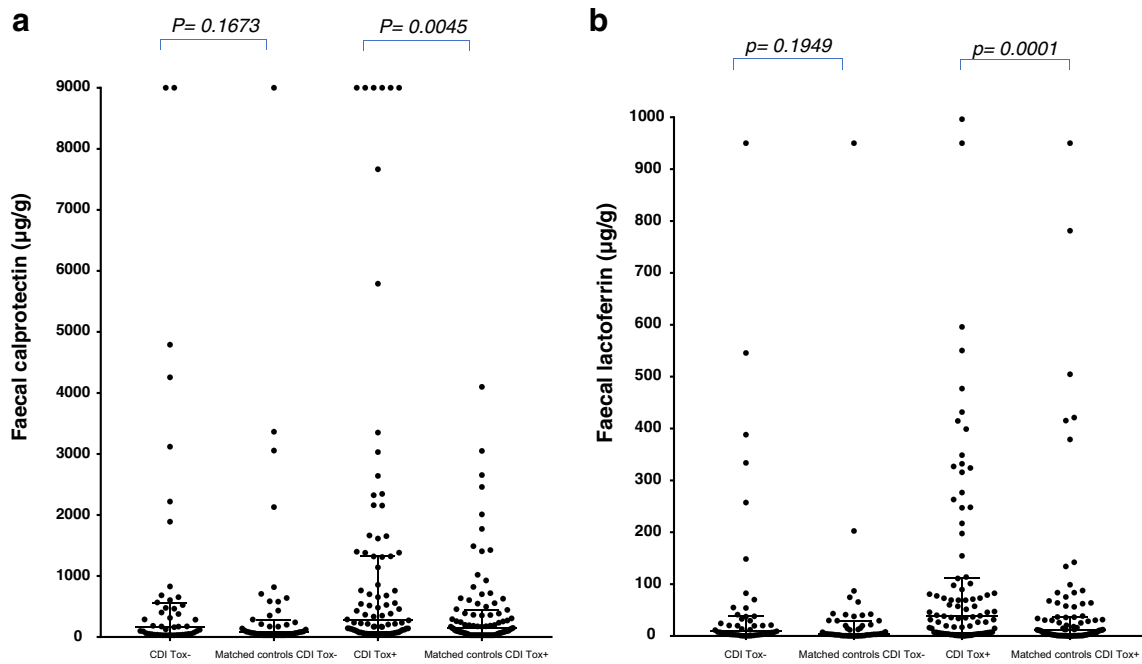 a
P= 0.1673
P= 0.0045
Faecal calprotectin (µg/g)
9000
8000
7000
6000
5000
4000
3000
2000
1000
0
CDI Tox-
Matched controls CDI Tox-
CDI Tox+
Matched controls CDI Tox+
b
p= 0.1949
p= 0.0001
Faecal lactoferrin (µg/g)
1000
900
800
700
600
500
400
300
200
100
0
CDI Tox-
Matched controls CDI Tox-
CDI Tox+
Matched controls CDI Tox+